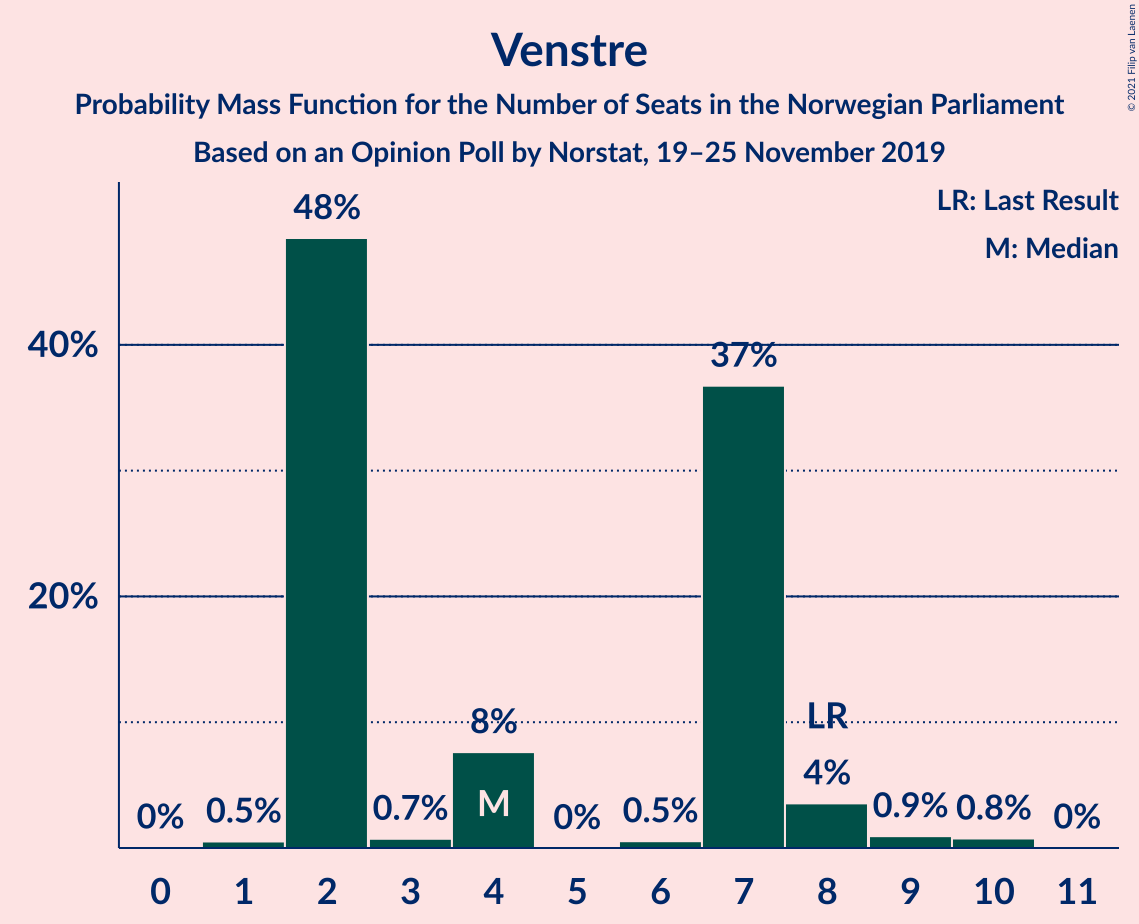 © 2021 Filip van Laenen
Venstre
Probability Mass Function for the Number of Seats in the Norwegian Parliament
Based on an Opinion Poll by Norstat, 19–25 November 2019
LR: Last Result
M: Median
48%
40%
37%
20%
LR
8%
4%
M
0% 0.5% 0.7% 0% 0.5% 0.9% 0.8% 0%
0 1 2 3 4 5 6 7 8 9 10 11